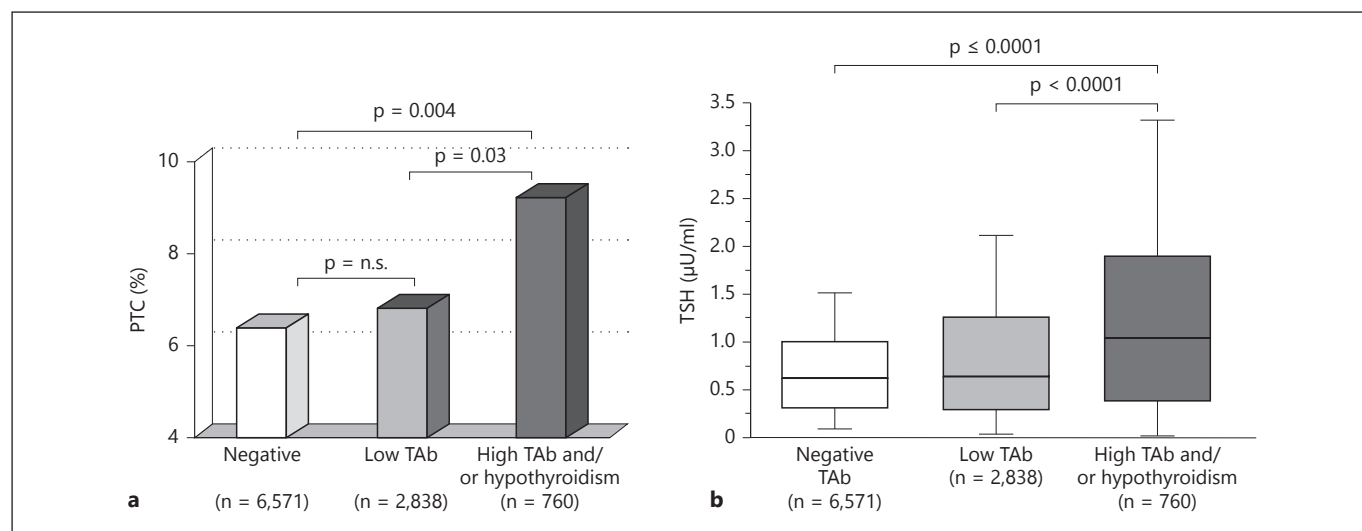 p = 0.004
p = 0.03
p = n.s.
PTC (%)
10
8
6
4
Negative
(n = 6,571)
Low TAb
(n = 2,838)
High TAb and/
or hypothyroidism
(n = 760)
a
p ≤ 0.0001
p < 0.0001
TSH (µU/ml)
3.5
3.0
2.5
2.0
1.5
1.0
0.5
0
Negative
TAb
(n = 6,571)
Low TAb
(n = 2,838)
High TAb and/
or hypothyroidism
(n = 760)
b